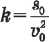 k = s₀ / v₀²